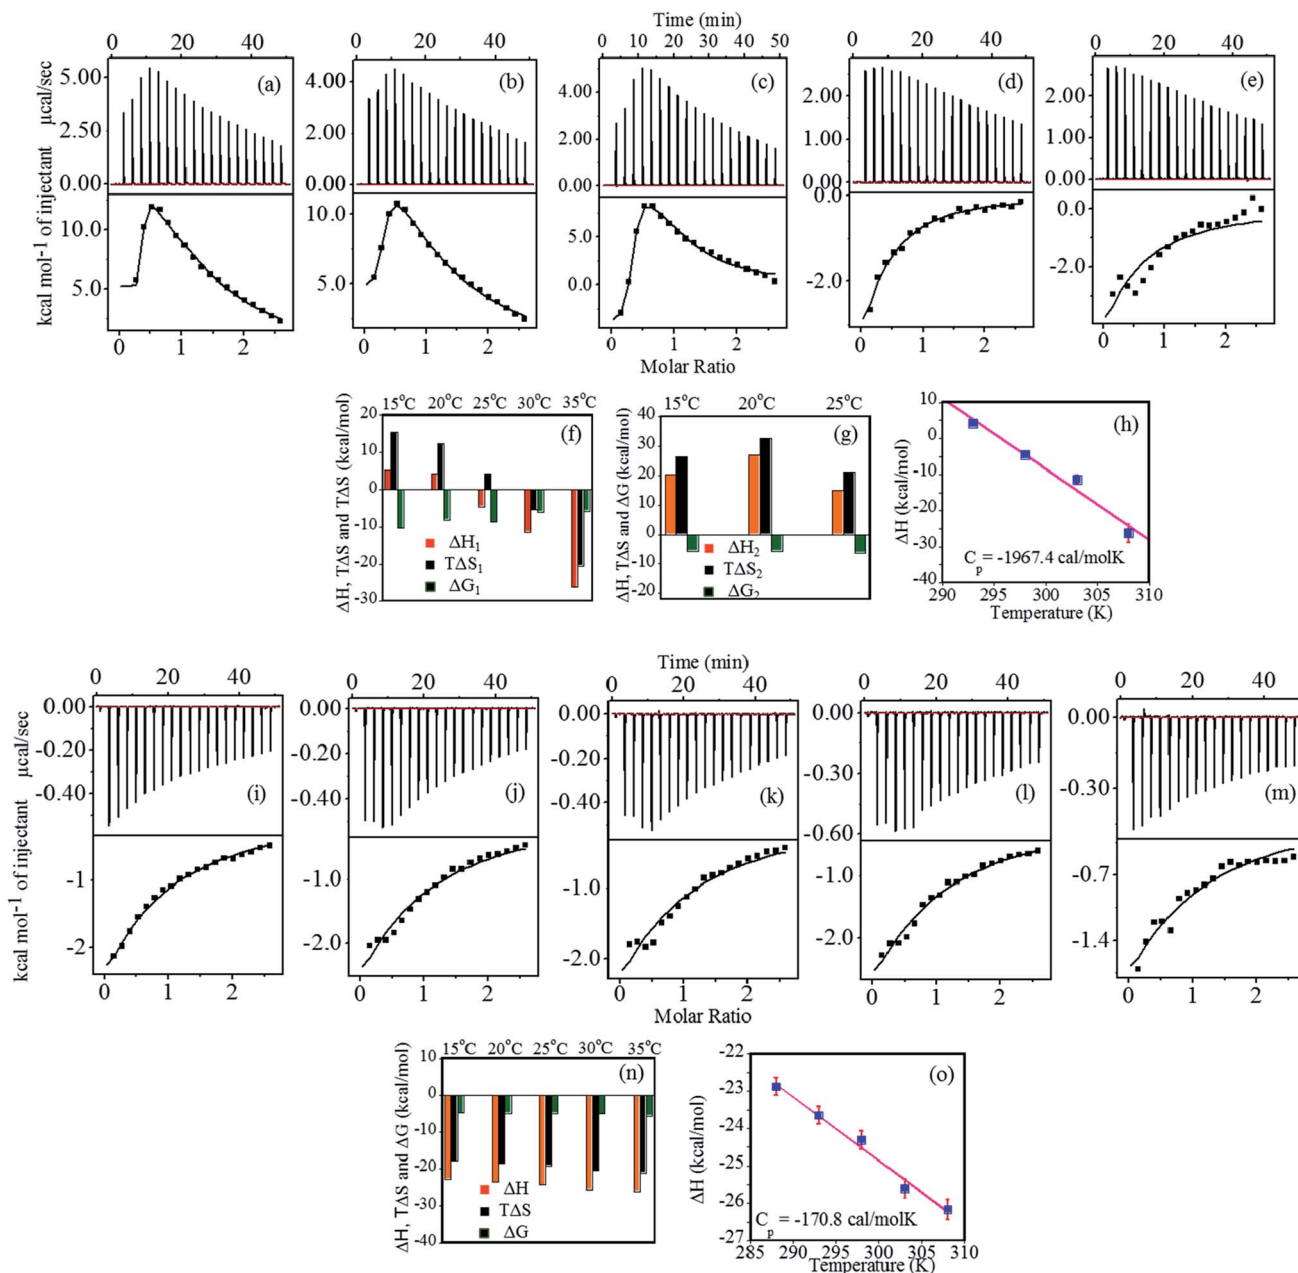 Time (min)
0 20 40
0 20 40
0 10 20 30 40 50
0 20 40
0 20 40
kcal mol⁻¹ of injectant µcal/sec
5.00
2.50
0.00
10.0
5.0
(a)
4.00
2.00
0.00
10.0
5.0
(b)
4.00
2.00
0.00
5.0
0.0
(c)
2.00
1.00
0.00
0.0
-2.0
(d)
2.00
1.00
0.00
0.0
-2.0
(e)
0 1 2
0 1 2
0 1 2
0 1 2
0 1 2
Molar Ratio
15°C 20°C 25°C 30°C 35°C
ΔH, TΔS and TΔS (kcal/mol)
20
10
0
-10
-20
-30
(f)
ΔH₁
TΔS₁
ΔG₁
15°C 20°C 25°C
ΔH, TΔS and ΔG (kcal/mol)
40
30
20
10
0
-10
-20
(g)
ΔH₂
TΔS₂
ΔG₂
ΔH (kcal/mol)
10
0
-10
-20
-30
-40
(h)
Cₚ = -1967.4 cal/molK
290 295 300 305 310
Temperature (K)
Time (min)
0 20 40
0 20 40
0 20 40
0 20 40
0 20 40
kcal mol⁻¹ of injectant µcal/sec
0.00
-0.20
-0.40
-1
-2
(i)
0.00
-0.20
-0.40
-1.0
-2.0
(j)
0.00
-0.20
-0.40
-1.0
-2.0
(k)
0.00
-0.30
-0.60
-1.0
-2.0
(l)
0.00
-0.30
-0.7
-1.4
(m)
0 1 2
0 1 2
0 1 2
0 1 2
0 1 2
Molar Ratio
15°C 20°C 25°C 30°C 35°C
ΔH, TΔS and ΔG (kcal/mol)
10
0
-10
-20
-30
-40
(n)
ΔH
TΔS
ΔG
ΔH (kcal/mol)
-22
-23
-24
-25
-26
-27
(o)
Cₚ = -170.8 cal/molK
285 290 295 300 305 310
Temperature (K)